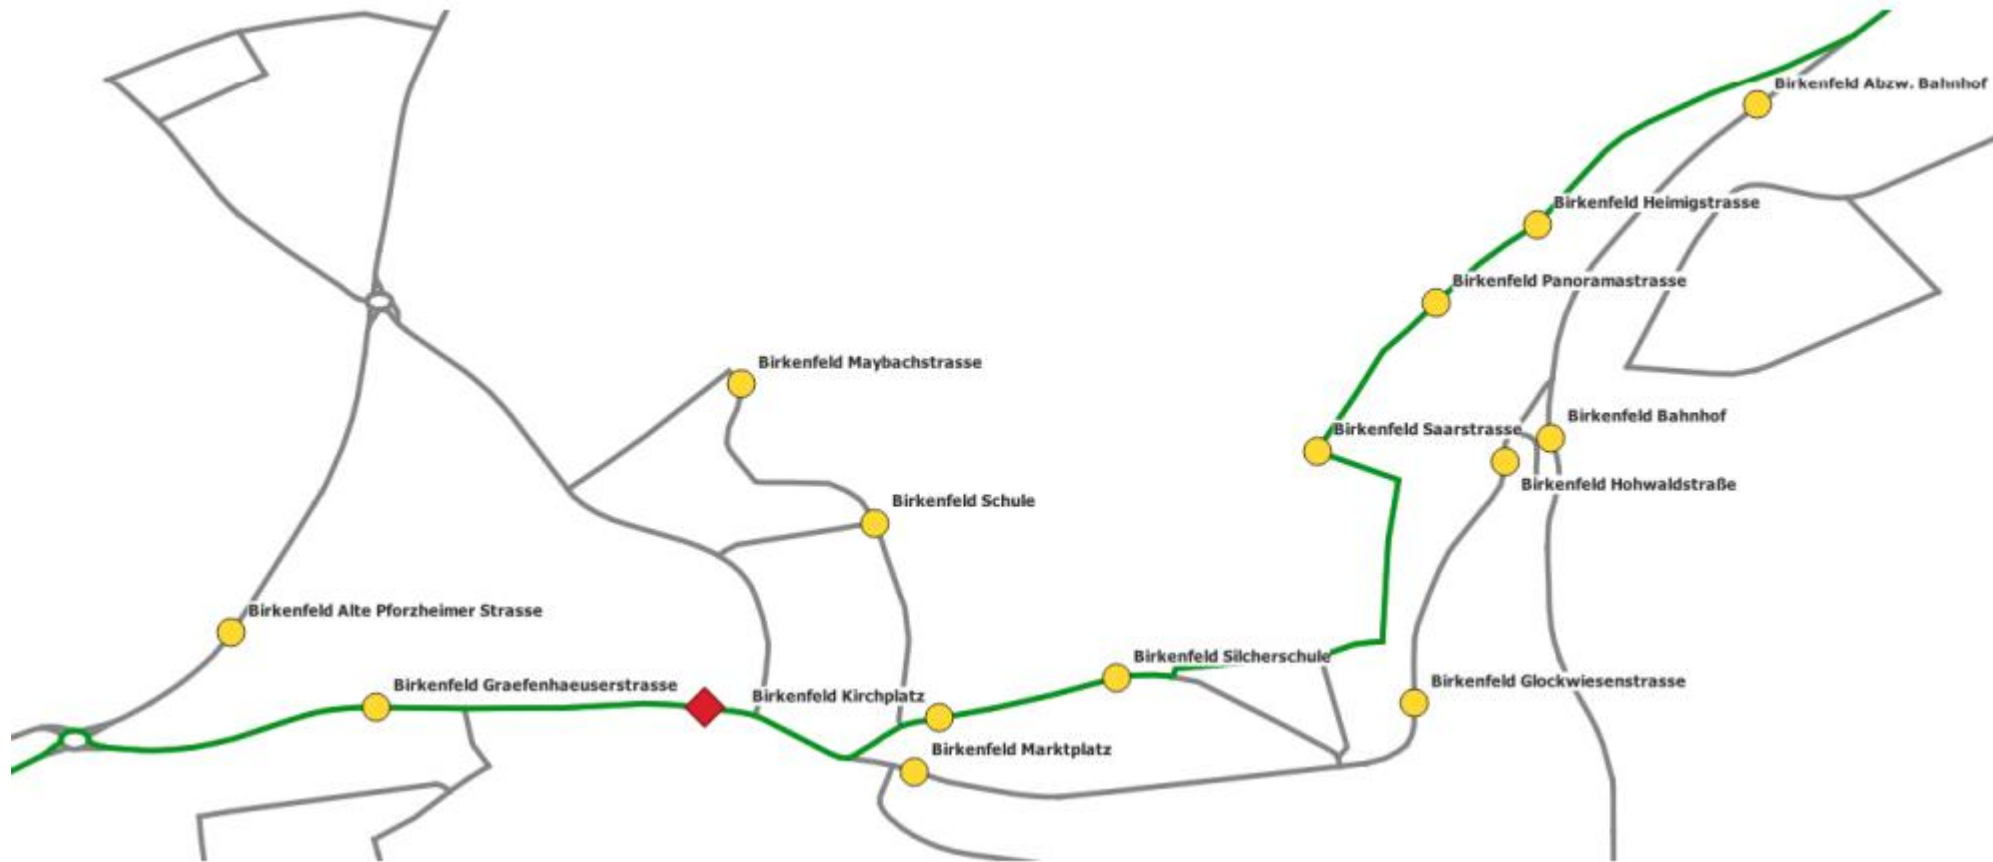 Birkenfeld Abzw. Bahnhof
Birkenfeld Heimigstrasse
Birkenfeld Panoramastrasse
Birkenfeld Maybachstrasse
Birkenfeld Bahnhof
Birkenfeld Saarstrasse
Birkenfeld Hohwaldstraße
Birkenfeld Schule
Birkenfeld Alte Pforzheimer Strasse
Birkenfeld Silcherschule
Birkenfeld Graefenhaeuserstrasse
Birkenfeld Glockwiesenstrasse
Birkenfeld Kirchplatz
Birkenfeld Marktplatz